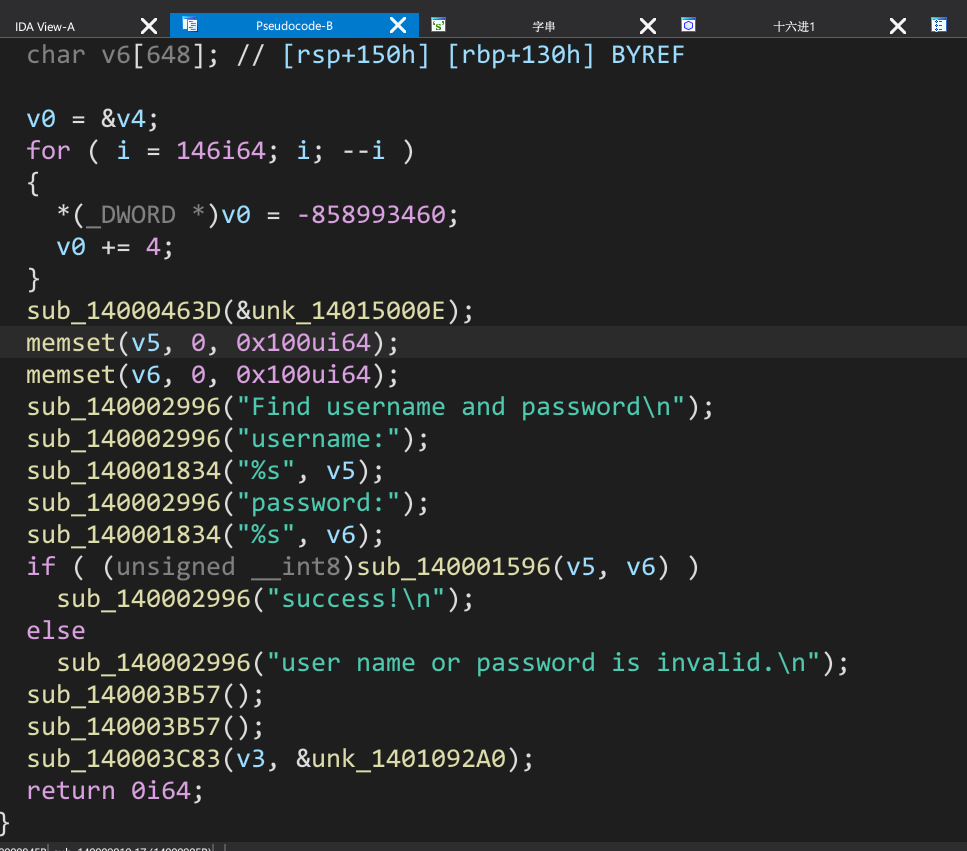 IDA View-A Pseudocode-B 字串 十六进1
char v6[648]; // [rsp+150h] [rbp+130h] BYREF
v0 = &v4;
for ( i = 146i64; i; --i )
{
*(_DWORD *)v0 = -858993460;
v0 += 4;
}
sub_14000463D(&unk_14015000E);
memset(v5, 0, 0x100ui64);
memset(v6, 0, 0x100ui64);
sub_140002996("Find username and password\n");
sub_140002996("username:");
sub_140001834("%s", v5);
sub_140002996("password:");
sub_140001834("%s", v6);
if ( (unsigned __int8)sub_140001596(v5, v6) )
sub_140002996("success!\n");
else
sub_140002996("user name or password is invalid.\n");
sub_140003B57();
sub_140003B57();
sub_140003C83(v3, &unk_1401092A0);
return 0i64;
}